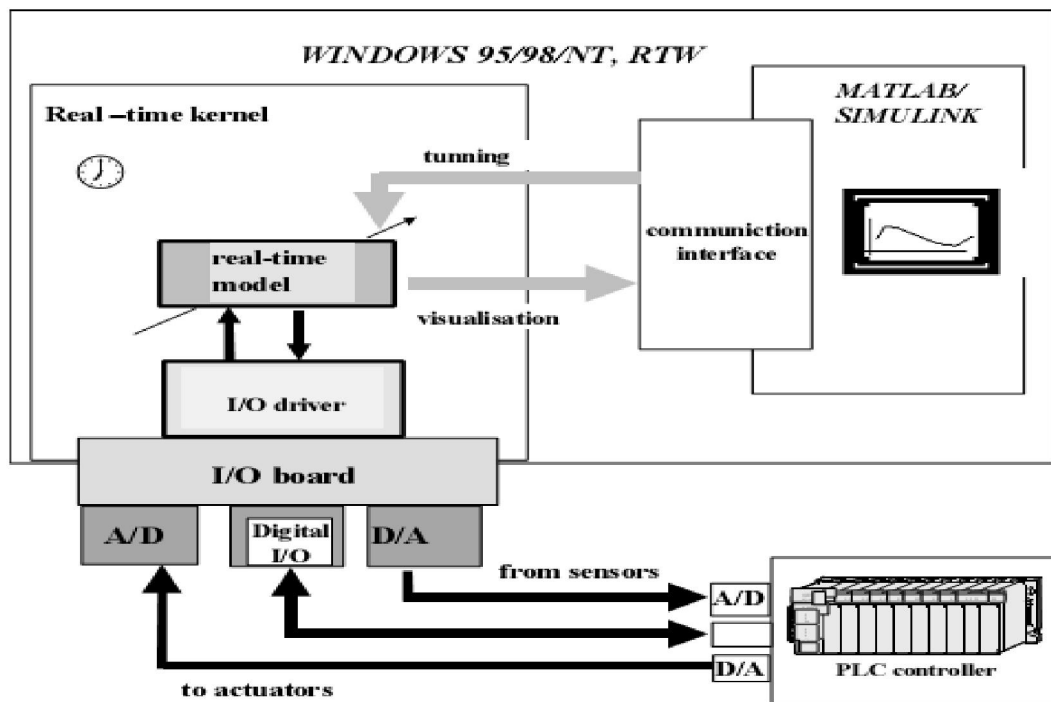 WINDOWS 95/98/NT, RTW
Real –time kernel
MATLAB/
SIMULINK
tunning
communiction
interface
real-time
model
visualisation
I/O driver
I/O board
A/D
Digital
I/O
D/A
from sensors
A/D
D/A
PLC controller
to actuators